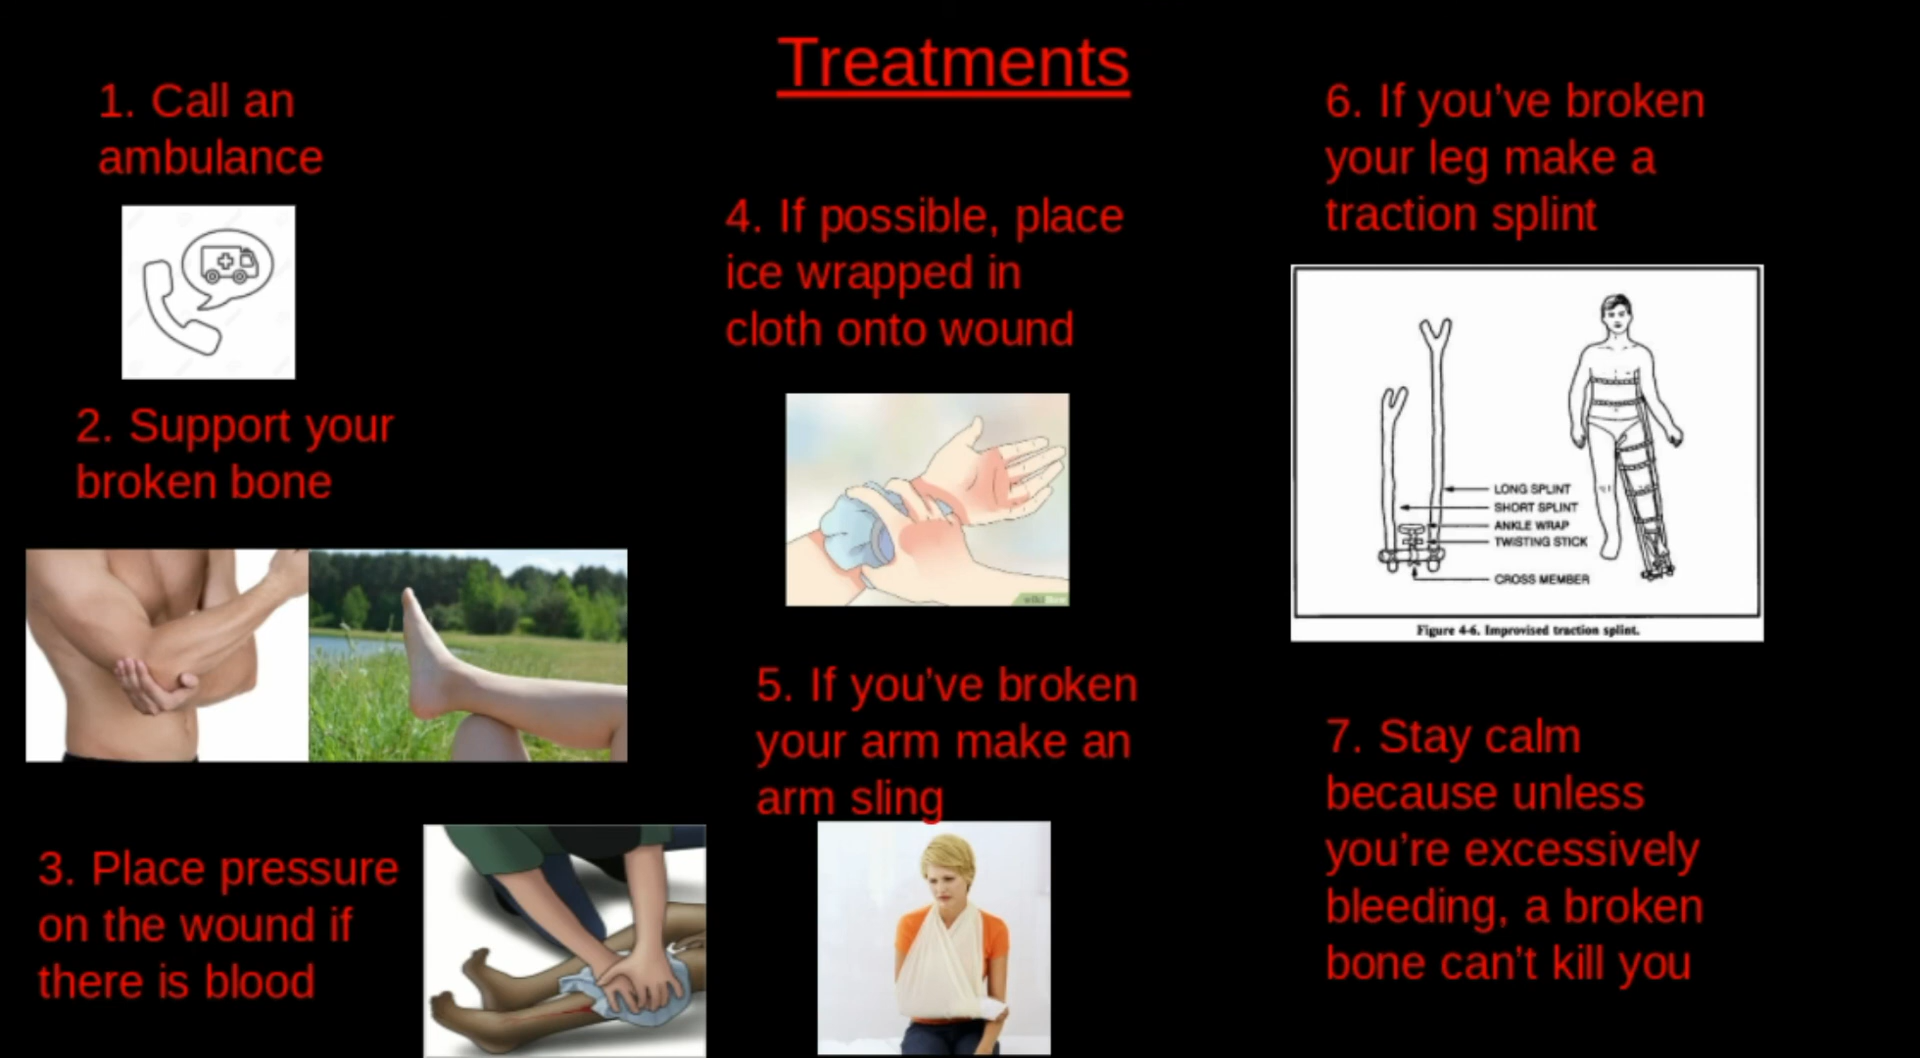 Treatments
1. Call an
ambulance
2. Support your
broken bone
3. Place pressure
on the wound if
there is blood
4. If possible, place
ice wrapped in
cloth onto wound
5. If you've broken
your arm make an
arm sling
6. If you've broken
your leg make a
traction splint
LONG SPLINT
SHORT SPLINT
ANKLE WRAP
TWISTING STICK
CROSS MEMBER
Figure 4-6. Improvised traction splint.
7. Stay calm
because unless
you're excessively
bleeding, a broken
bone can't kill you